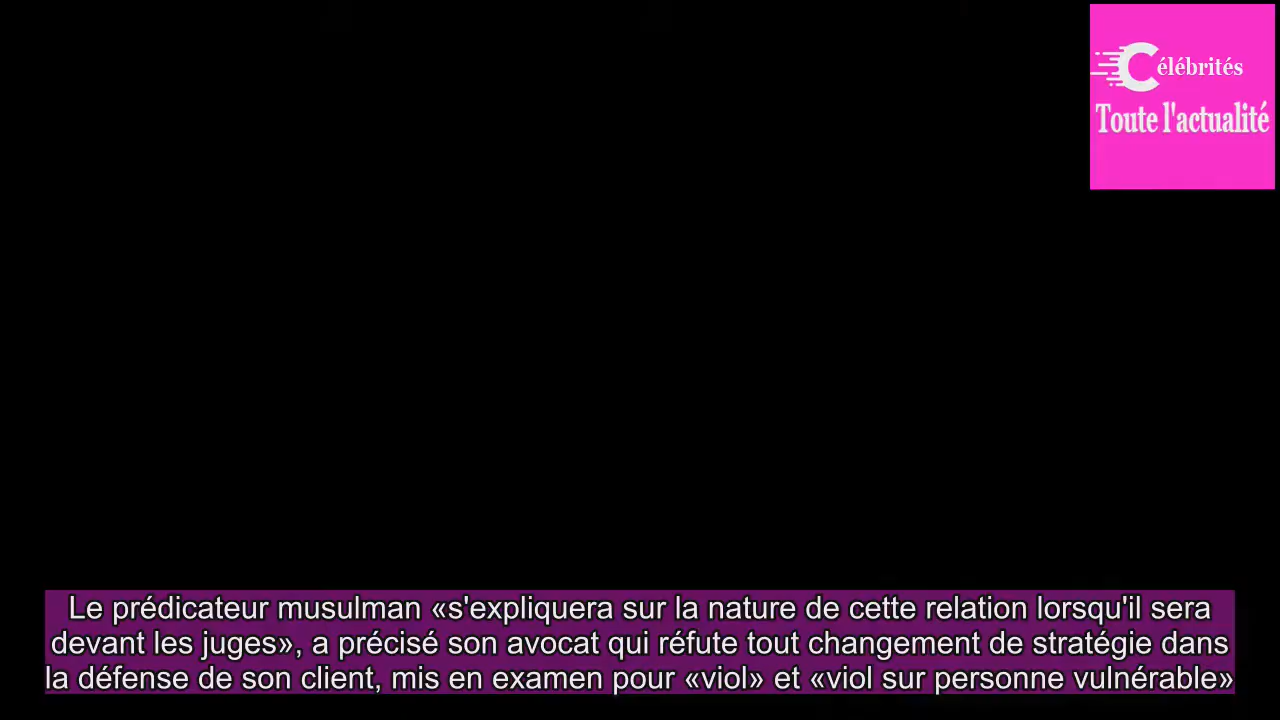 Célébrités
Toute l'actualité
Le prédicateur musulman «s'expliquera sur la nature de cette relation lorsqu'il sera
devant les juges», a précisé son avocat qui réfute tout changement de stratégie dans
la défense de son client, mis en examen pour «viol» et «viol sur personne vulnérable»